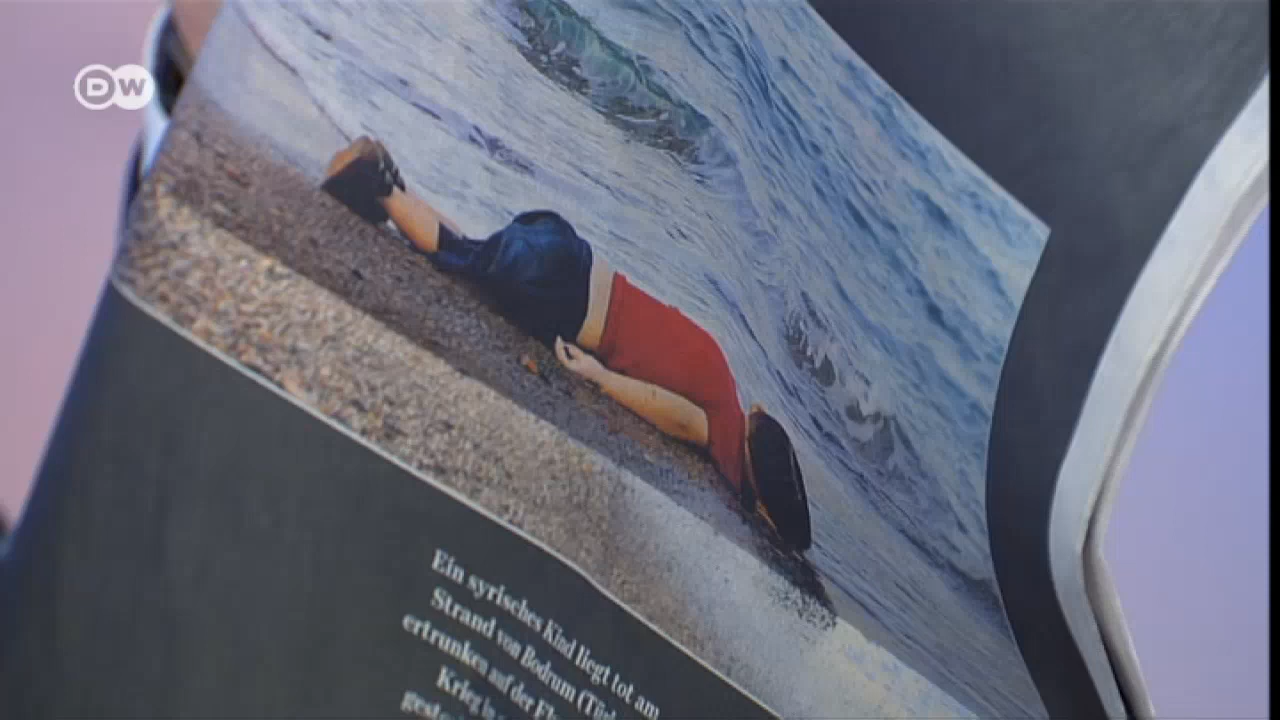 DW
Ein syrisches Kind liegt tot am
Strand von Bodrum
ertrunken auf der
Krieg